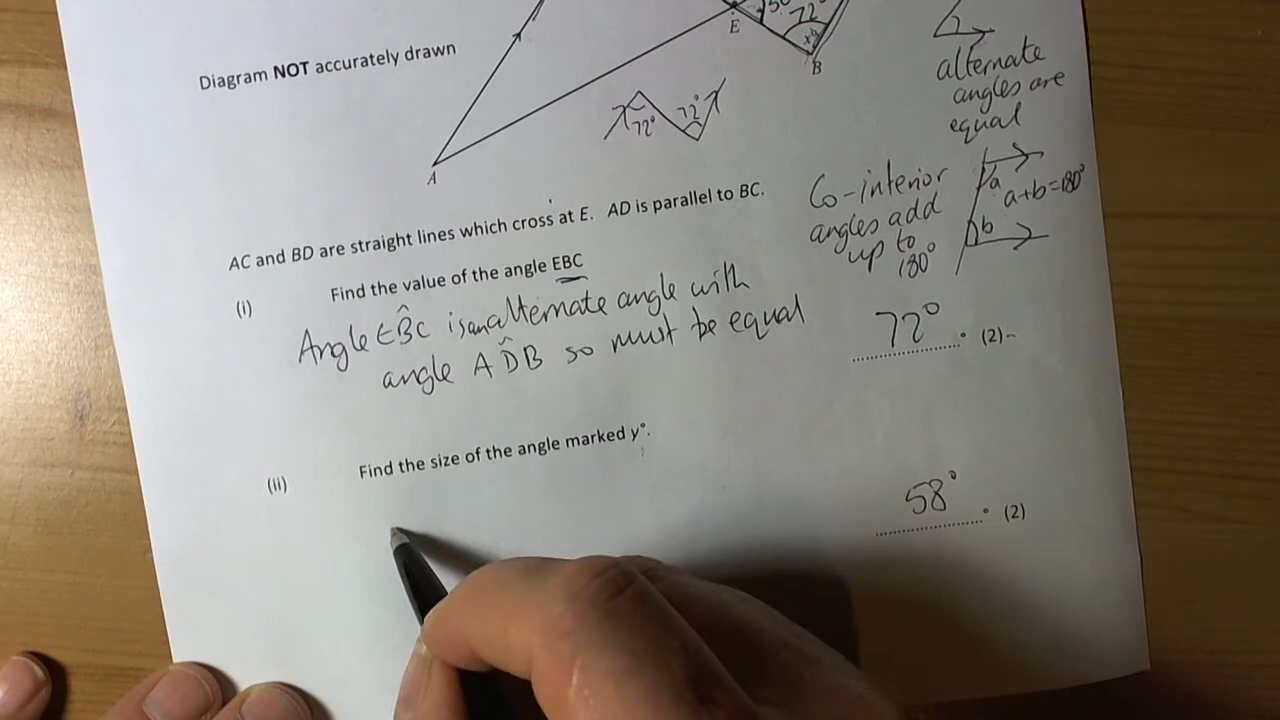 E
50
72°
x°
B
Diagram NOT accurately drawn
72°
72°
A
alternate
angles are
equal
AC and BD are straight lines which cross at E. AD is parallel to BC.
Co-interior
angles add
up to
180°
a
a+b=180°
b
(i)
Find the value of the angle EBC
Angle EB̂C is an alternate angle with
angle AD̂B so must be equal
72°
..................° (2)
(ii)
Find the size of the angle marked y°.
58°
..................° (2)